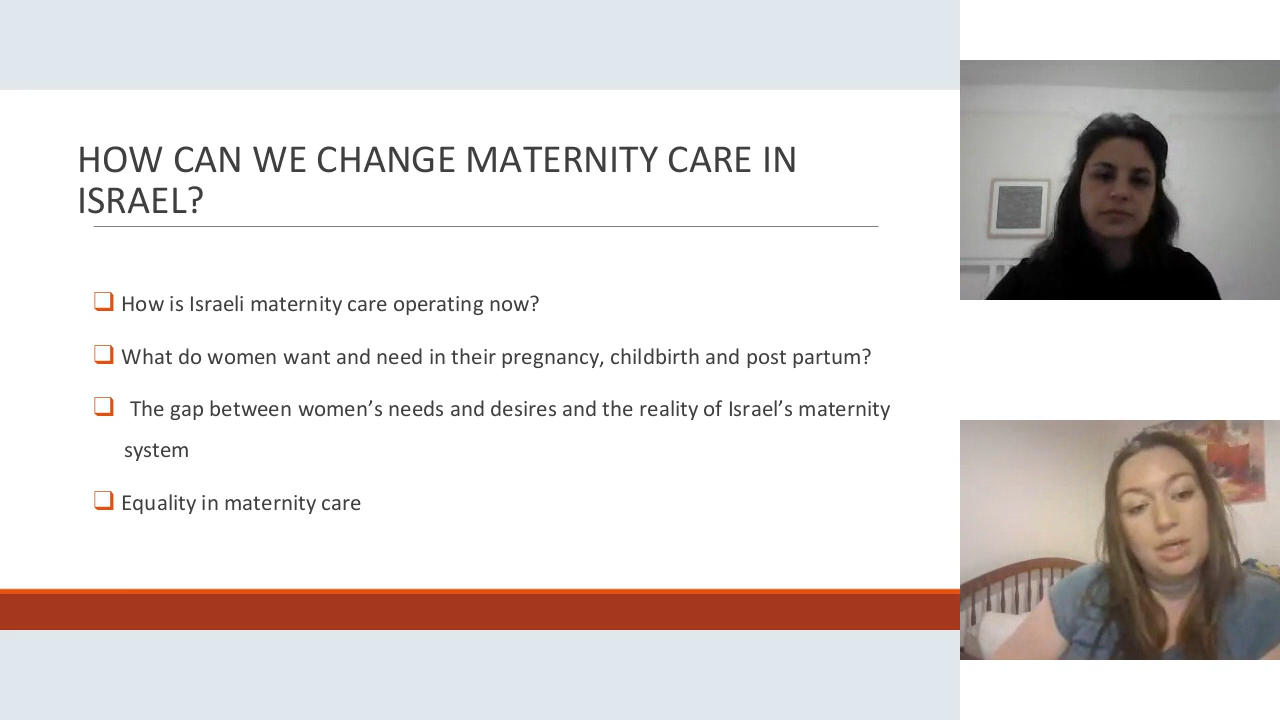 HOW CAN WE CHANGE MATERNITY CARE IN
ISRAEL?
How is Israeli maternity care operating now?
What do women want and need in their pregnancy, childbirth and post partum?
The gap between women’s needs and desires and the reality of Israel’s maternity
system
Equality in maternity care